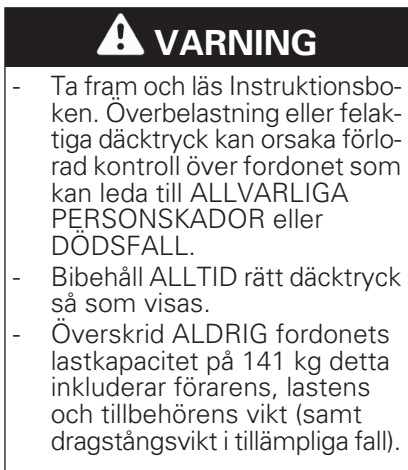 VARNING
- Ta fram och läs Instruktionsbo-
ken. Överbelastning eller felak-
tiga däcktryck kan orsaka förlo-
rad kontroll över fordonet som
kan leda till ALLVARLIGA
PERSONSKADOR eller
DÖDSFALL.
- Bibehåll ALLTID rätt däcktryck
så som visas.
- Överskrid ALDRIG fordonets
lastkapacitet på 141 kg detta
inkluderar förarens, lastens
och tillbehörens vikt (samt
dragstångsvikt i tillämpliga fall).